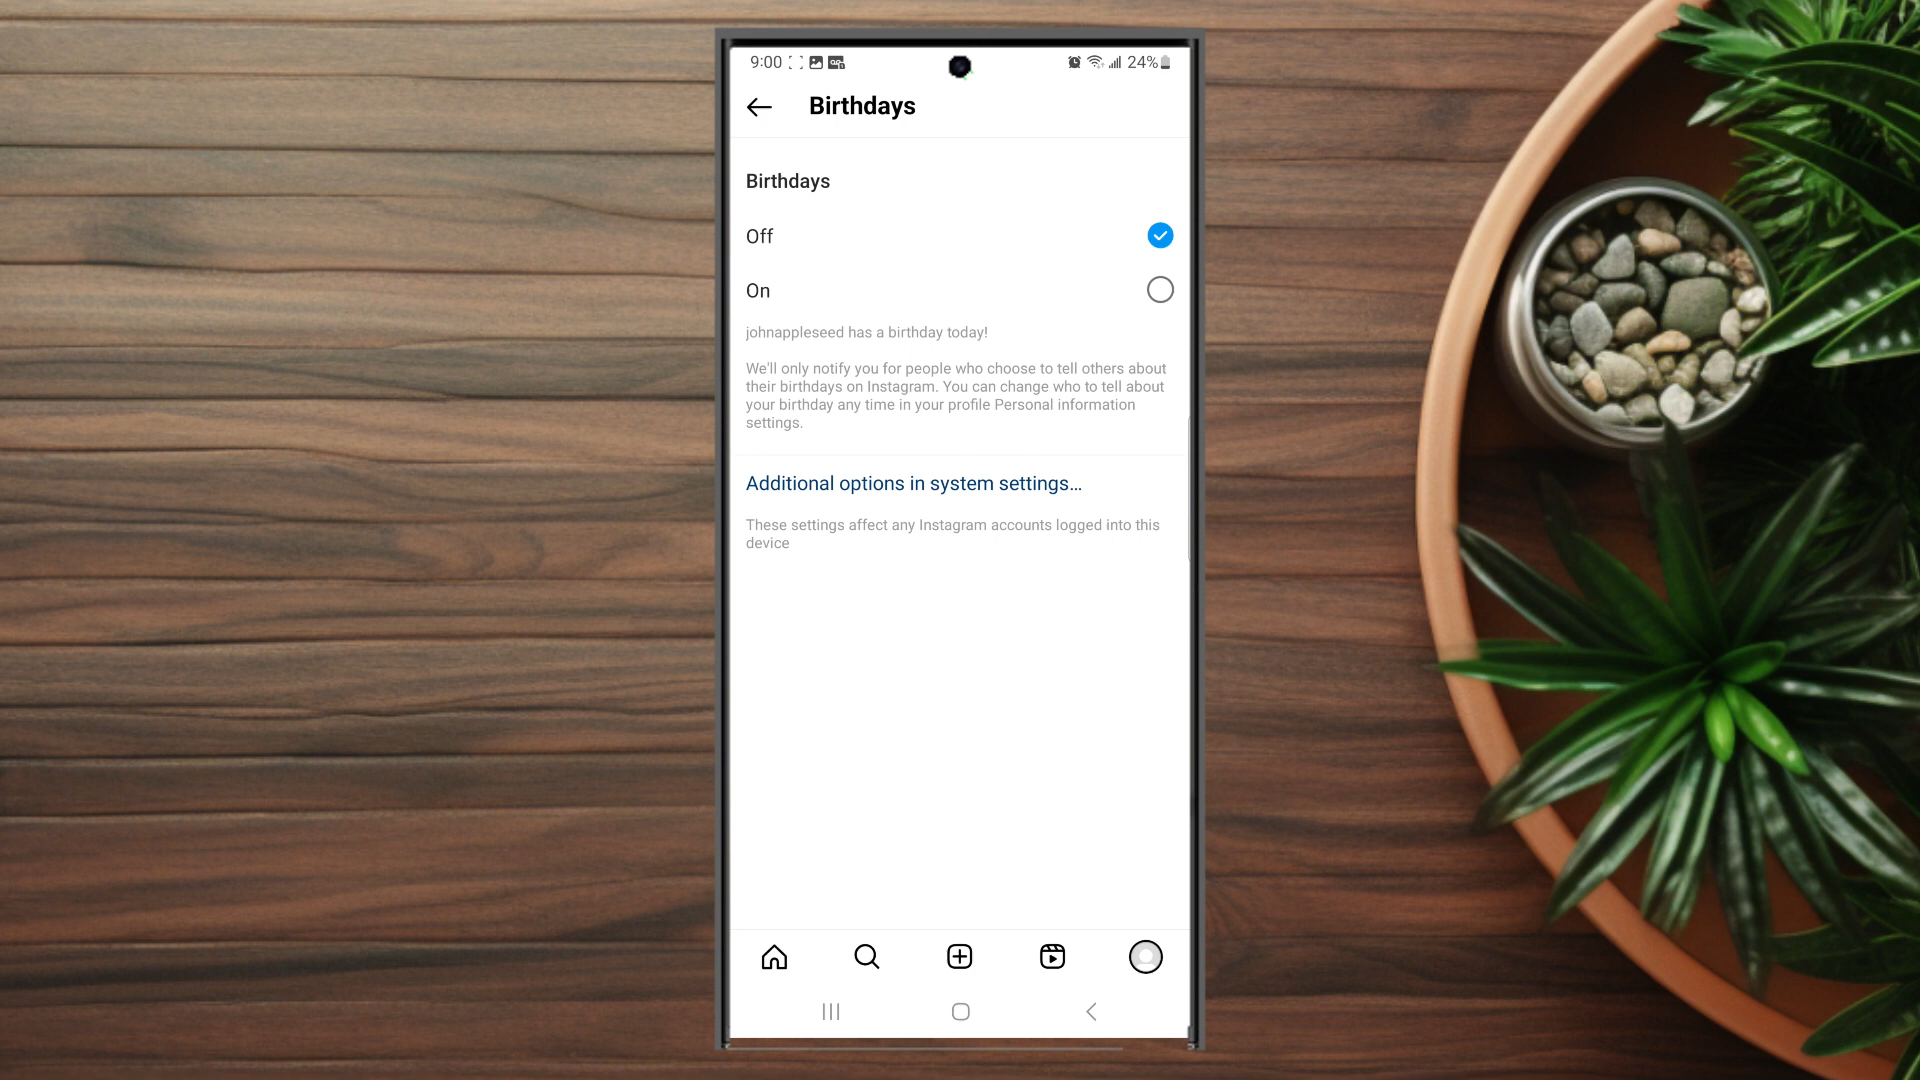 9:00 24%
Birthdays
Birthdays
Off
On
johnappleseed has a birthday today!
We'll only notify you for people who choose to tell others about
their birthdays on Instagram. You can change who to tell about
your birthday any time in your profile Personal information
settings.
Additional options in system settings...
These settings affect any Instagram accounts logged into this
device